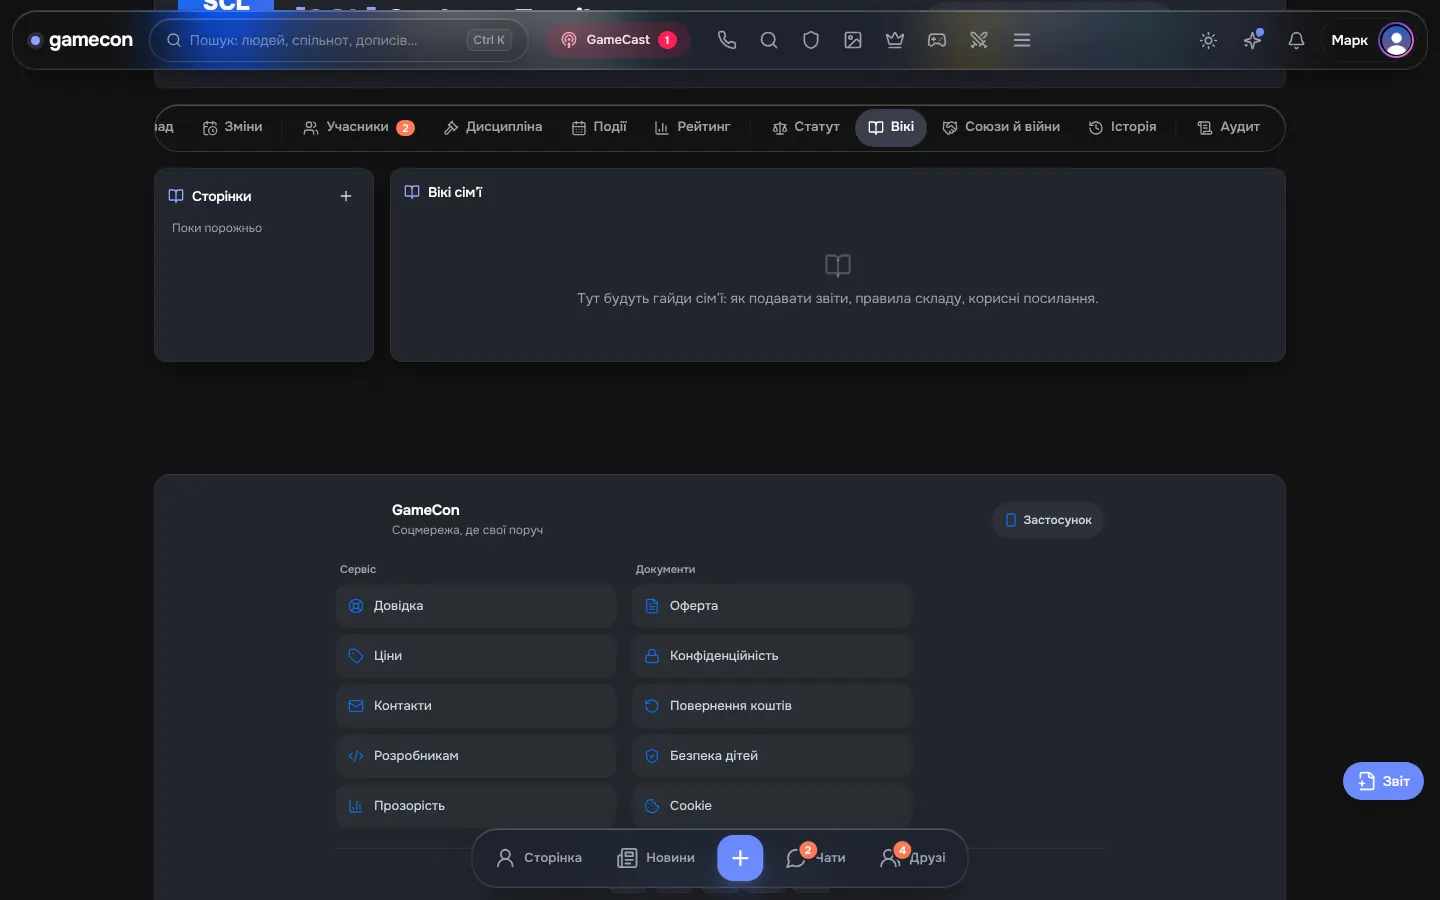 SCL
gamecon
Пошук: людей, спільнот, дописів...
Ctrl K
GameCast 1
Марк
Зміни
Учасники 2
Дисципліна
Події
Рейтинг
Статут
Вікі
Союзи й війни
Історія
Аудит
Сторінки
Поки порожньо
Вікі сім'ї
Тут будуть гайди сім'ї: як подавати звіти, правила складу, корисні посилання.
GameCon
Соцмережа, де свої поруч
Застосунок
Сервіс
Довідка
Ціни
Контакти
Розробникам
Прозорість
Документи
Оферта
Конфіденційність
Повернення коштів
Безпека дітей
Cookie
Звіт
Сторінка
Новини
2
Чати
4
Друзі